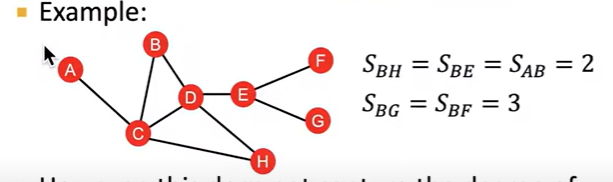 Example:
B
F
A
S_BH = S_BE = S_AB = 2
D
E
S_BG = S_BF = 3
G
C
H